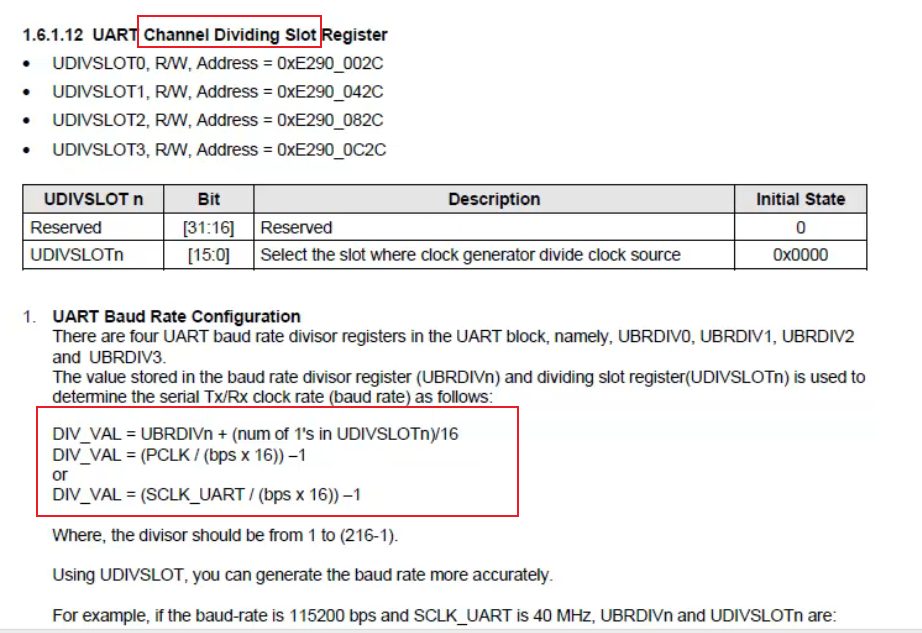 1.6.1.12 UART Channel Dividing Slot Register
• UDIVSLOT0, R/W, Address = 0xE290_002C
• UDIVSLOT1, R/W, Address = 0xE290_042C
• UDIVSLOT2, R/W, Address = 0xE290_082C
• UDIVSLOT3, R/W, Address = 0xE290_0C2C
UDIVSLOT n Bit Description Initial State
Reserved [31:16] Reserved 0
UDIVSLOTn [15:0] Select the slot where clock generator divide clock source 0x0000
1. UART Baud Rate Configuration
There are four UART baud rate divisor registers in the UART block, namely, UBRDIV0, UBRDIV1, UBRDIV2
and UBRDIV3.
The value stored in the baud rate divisor register (UBRDIVn) and dividing slot register(UDIVSLOTn) is used to
determine the serial Tx/Rx clock rate (baud rate) as follows:
DIV_VAL = UBRDIVn + (num of 1's in UDIVSLOTn)/16
DIV_VAL = (PCLK / (bps x 16)) –1
or
DIV_VAL = (SCLK_UART / (bps x 16)) –1
Where, the divisor should be from 1 to (216-1).
Using UDIVSLOT, you can generate the baud rate more accurately.
For example, if the baud-rate is 115200 bps and SCLK_UART is 40 MHz, UBRDIVn and UDIVSLOTn are: